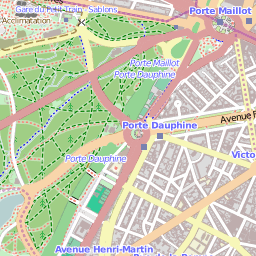 Gare du Petit Train - Sablons
Porte Maillot
Acclimatation
Porte Maillot
Porte Dauphine
Porte Dauphine
Avenue F
Porte Dauphine
Victo
Avenue Henri-Martin